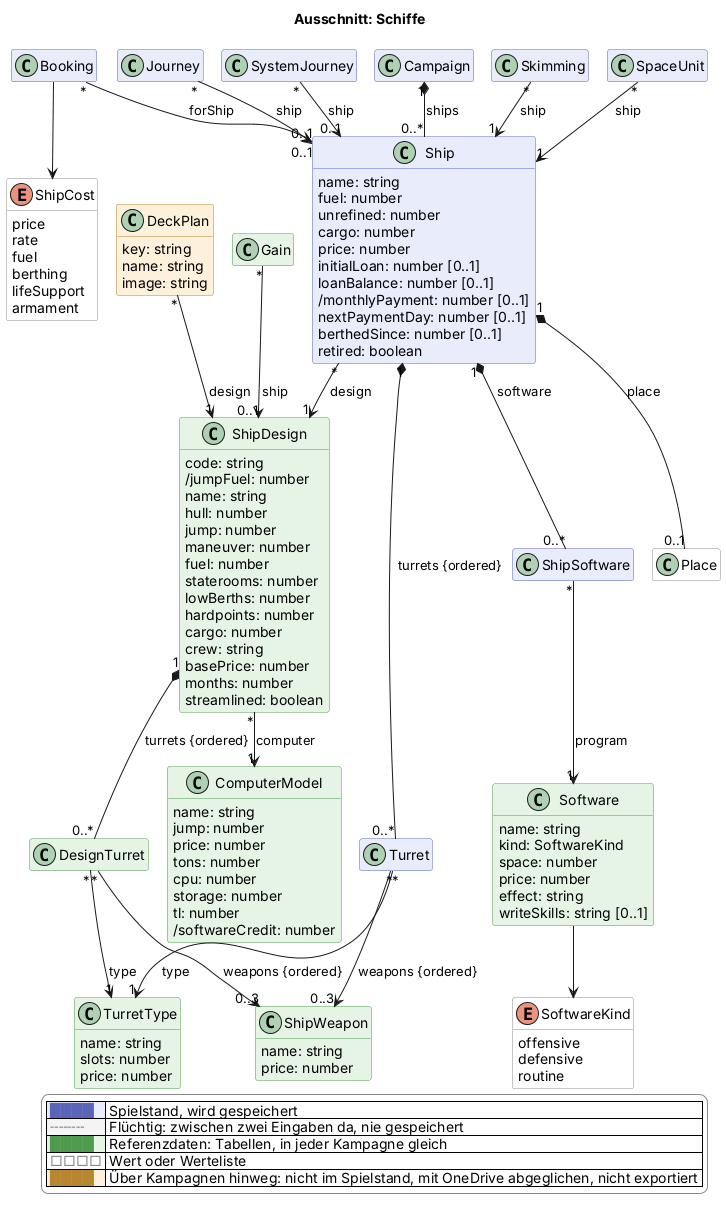 Ausschnitt: Schiffe
C Booking
C Journey
C SystemJourney
C Campaign
C Skimming
C SpaceUnit
* * * 1 * *
forShip ship ship ships ship ship
0..1 0..1 0..* 1 1
0..1
C Ship
name: string
fuel: number
unrefined: number
cargo: number
price: number
initialLoan: number [0..1]
loanBalance: number [0..1]
/monthlyPayment: number [0..1]
nextPaymentDay: number [0..1]
berthedSince: number [0..1]
retired: boolean
E ShipCost
price
rate
fuel
berthing
lifeSupport
armament
C DeckPlan
key: string
name: string
image: string
C Gain
* * * 1 1
design ship design software place
1 0..1 1
C ShipDesign
code: string
/jumpFuel: number
name: string
hull: number
jump: number
maneuver: number
fuel: number
staterooms: number
lowBerths: number
hardpoints: number
cargo: number
crew: string
basePrice: number
months: number
streamlined: boolean
turrets {ordered}
0..* 0..1
C ShipSoftware
C Place
*
1 *
turrets {ordered} computer program
1 1
C ComputerModel
name: string
jump: number
price: number
tons: number
cpu: number
storage: number
tl: number
/softwareCredit: number
0..* 0..*
C DesignTurret
C Turret
C Software
name: string
kind: SoftwareKind
space: number
price: number
effect: string
writeSkills: string [0..1]
** **
type type weapons {ordered} weapons {ordered}
1 1 0..3 0..3
C TurretType
name: string
slots: number
price: number
C ShipWeapon
name: string
price: number
E SoftwareKind
offensive
defensive
routine
Spielstand, wird gespeichert
-------- Flüchtig: zwischen zwei Eingaben da, nie gespeichert
Referenzdaten: Tabellen, in jeder Kampagne gleich
□□□□ Wert oder Werteliste
Über Kampagnen hinweg: nicht im Spielstand, mit OneDrive abgeglichen, nicht exportiert